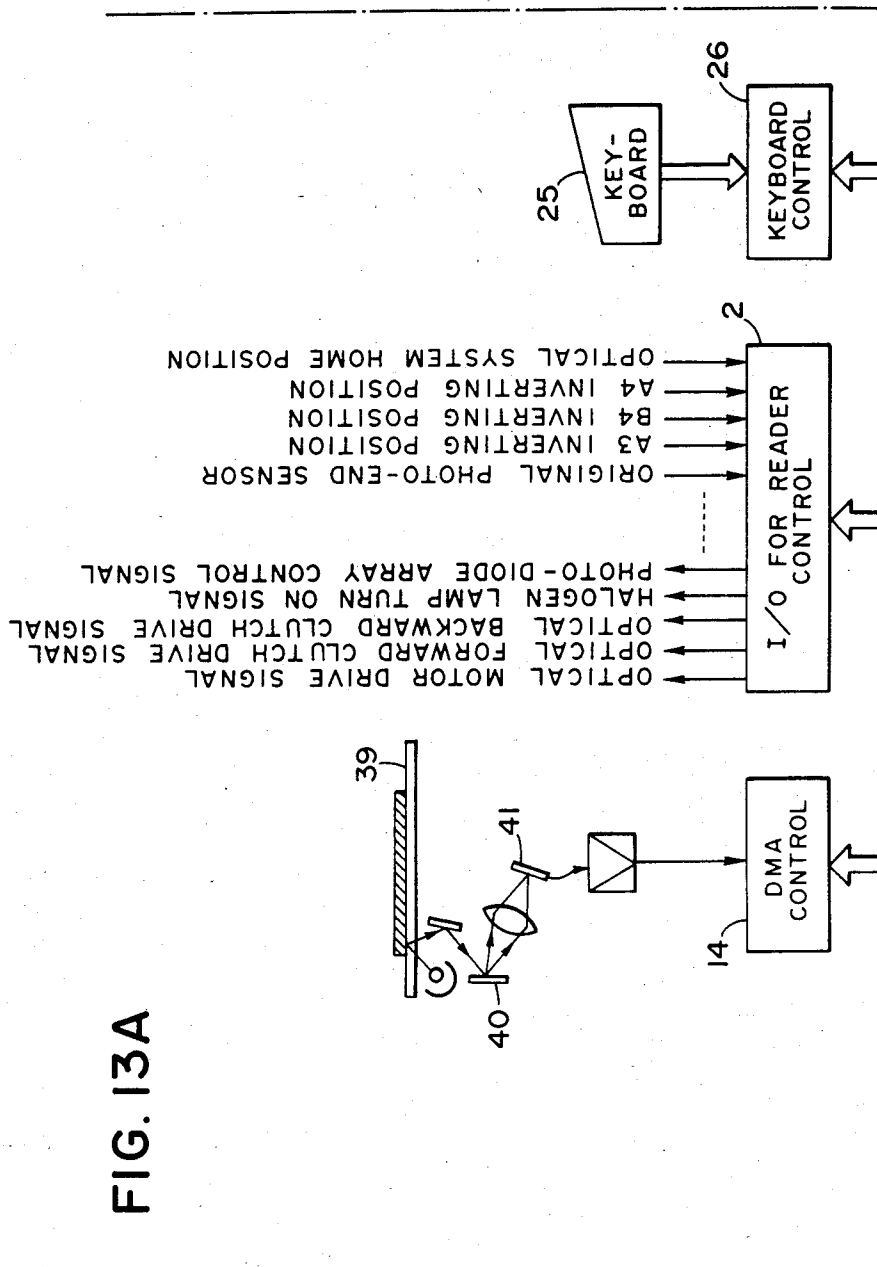 FIG. 13A
39
40
41
14
DMA
CONTROL
OPTICAL MOTOR DRIVE SIGNAL
OPTICAL FORWARD CLUTCH DRIVE SIGNAL
OPTICAL BACKWARD CLUTCH DRIVE SIGNAL
HALOGEN LAMP TURN ON SIGNAL
PHOTO-DIODE ARRAY CONTROL SIGNAL
ORIGINAL PHOTO-END SENSOR
A3 INVERTING POSITION
B4 INVERTING POSITION
A4 INVERTING POSITION
OPTICAL SYSTEM HOME POSITION
2
I/O FOR READER
CONTROL
25
KEY-
BOARD
26
KEYBOARD
CONTROL